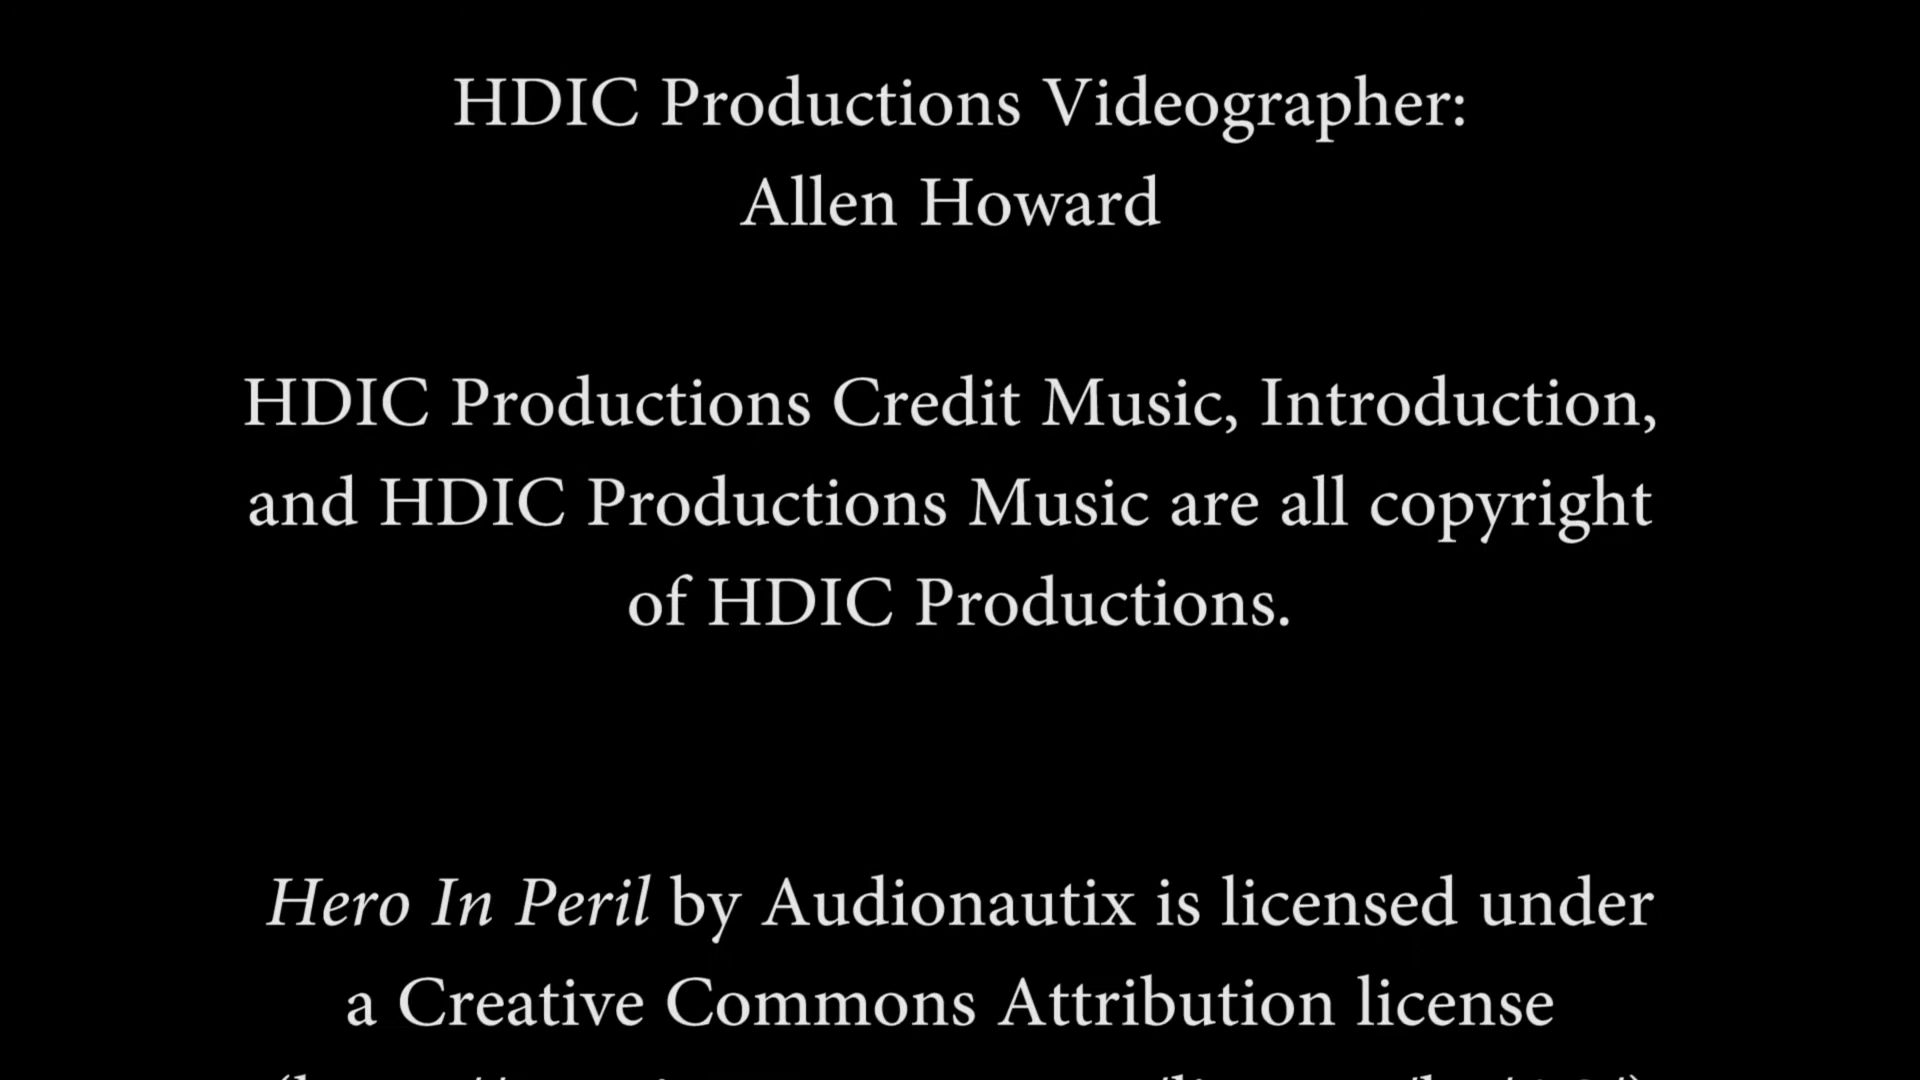 HDIC Productions Videographer:
Allen Howard
HDIC Productions Credit Music, Introduction,
and HDIC Productions Music are all copyright
of HDIC Productions.
Hero In Peril by Audionautix is licensed under
a Creative Commons Attribution license